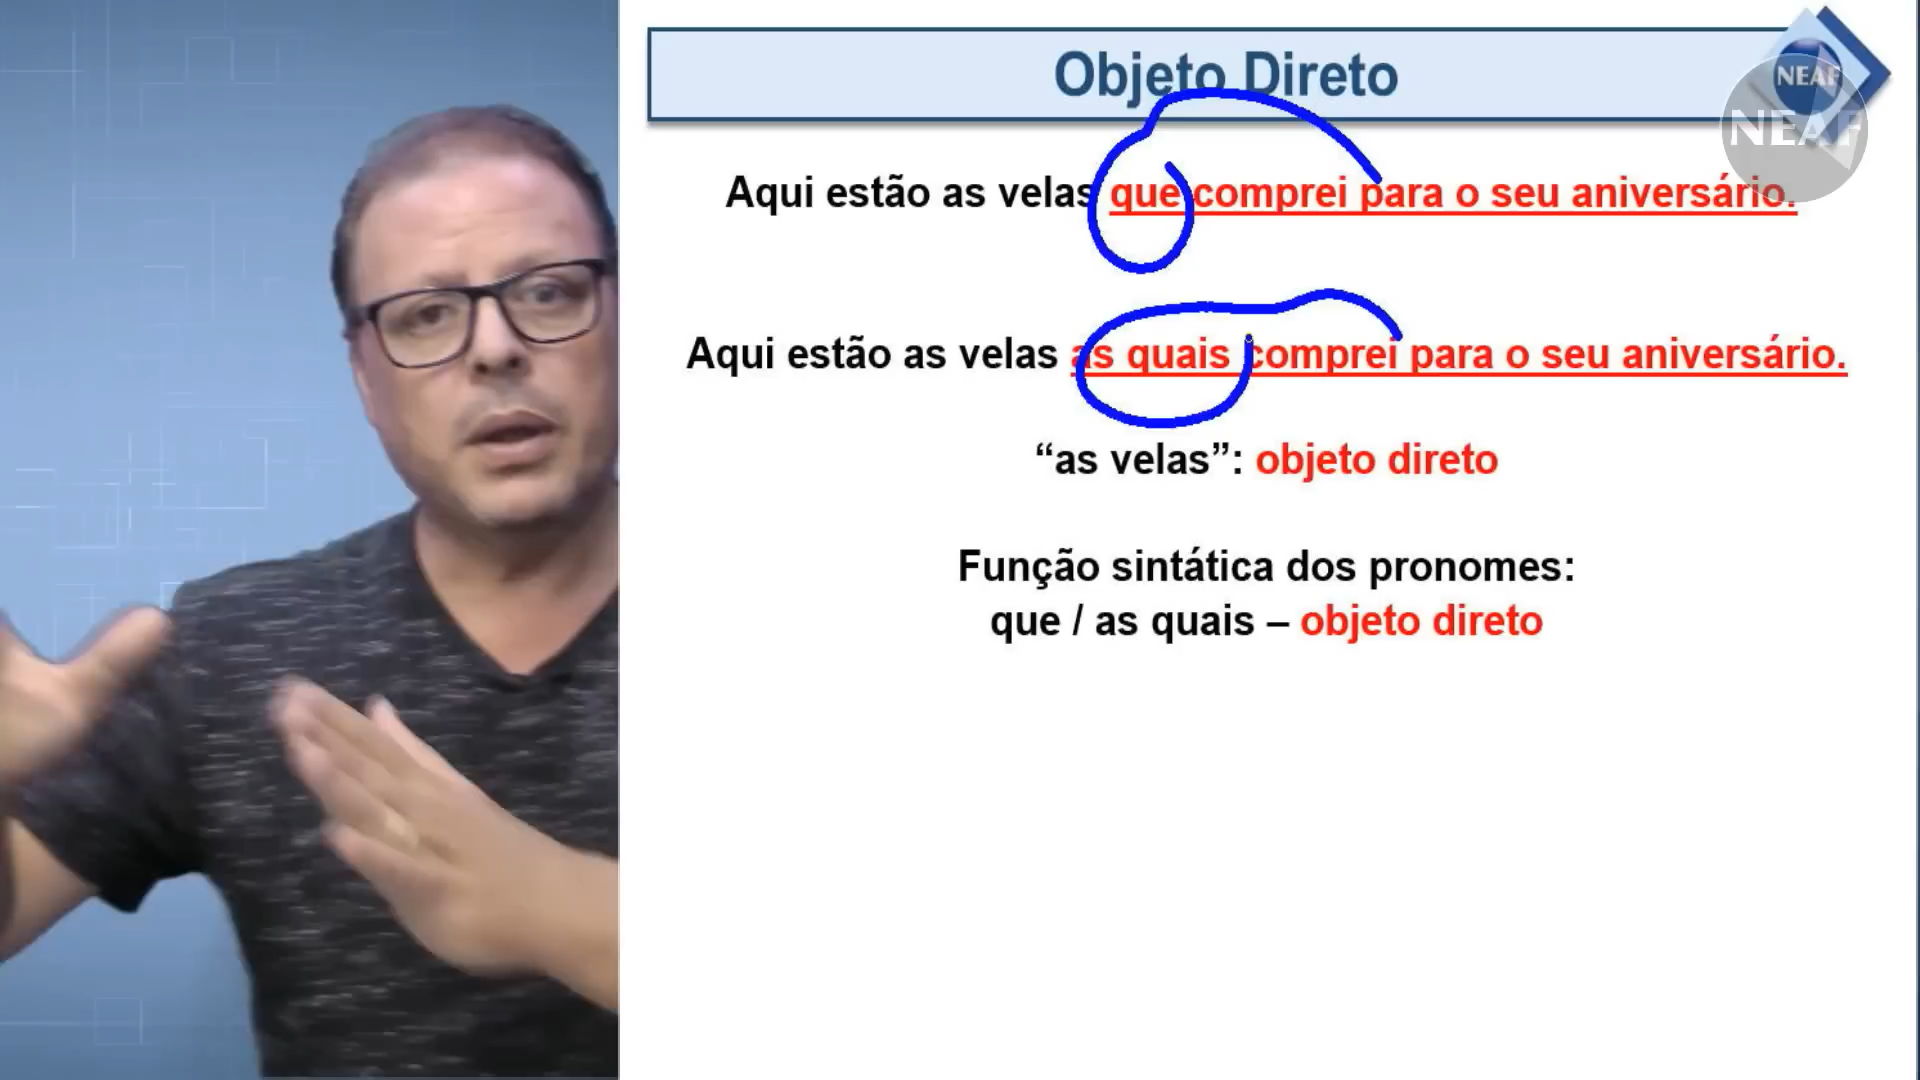 Objeto Direto
NEAF
NEAF
Aqui estão as velas que comprei para o seu aniversário.
Aqui estão as velas as quais comprei para o seu aniversário.
“as velas”: objeto direto
Função sintática dos pronomes:
que / as quais – objeto direto